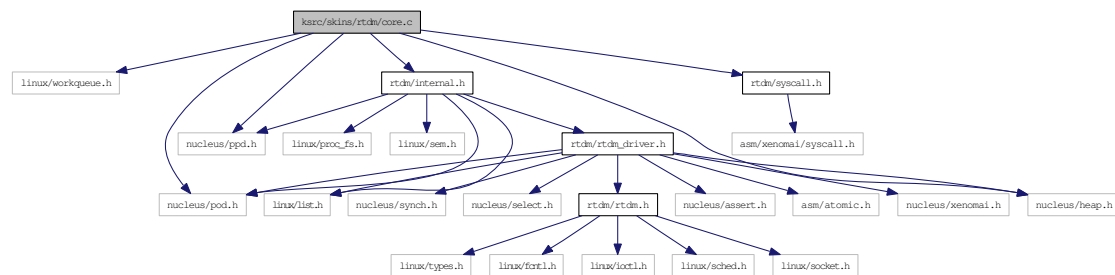 ksrc/skins/rtdm/core.c
linux/workqueue.h
rtdm/internal.h
rtdm/syscall.h
nucleus/ppd.h
linux/proc_fs.h
linux/sem.h
rtdm/rtdm_driver.h
asm/xenomai/syscall.h
nucleus/pod.h
linux/list.h
nucleus/synch.h
nucleus/select.h
rtdm/rtdm.h
nucleus/assert.h
asm/atomic.h
nucleus/xenomai.h
nucleus/heap.h
linux/types.h
linux/fcntl.h
linux/ioctl.h
linux/sched.h
linux/socket.h